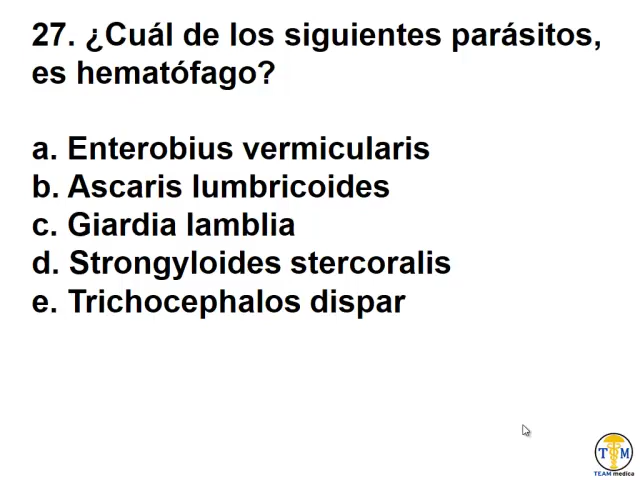 27. ¿Cuál de los siguientes parásitos,
es hematófago?
a. Enterobius vermicularis
b. Ascaris lumbricoides
c. Giardia lamblia
d. Strongyloides stercoralis
e. Trichocephalos dispar
T M
TEAM medica